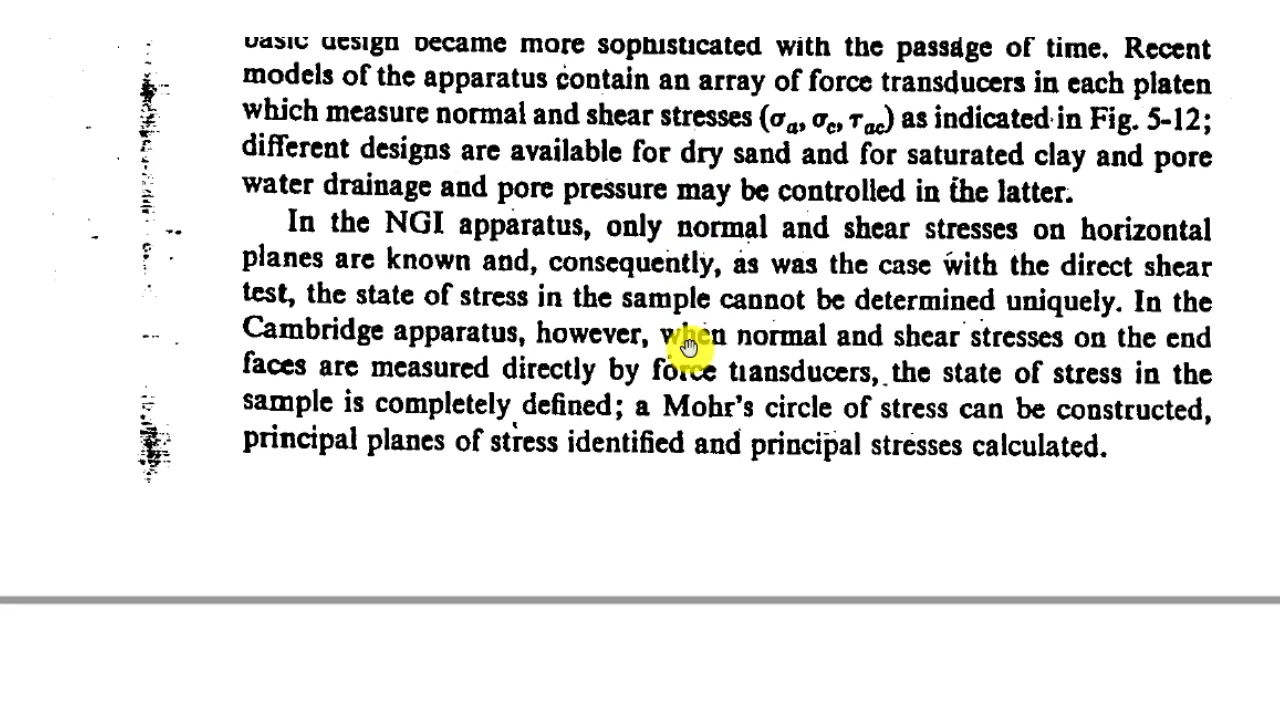 basic design became more sophisticated with the passage of time. Recent
models of the apparatus contain an array of force transducers in each platen
which measure normal and shear stresses (σa, σc, τac) as indicated in Fig. 5-12;
different designs are available for dry sand and for saturated clay and pore
water drainage and pore pressure may be controlled in the latter.
In the NGI apparatus, only normal and shear stresses on horizontal
planes are known and, consequently, as was the case with the direct shear
test, the state of stress in the sample cannot be determined uniquely. In the
Cambridge apparatus, however, when normal and shear stresses on the end
faces are measured directly by force transducers, the state of stress in the
sample is completely defined; a Mohr's circle of stress can be constructed,
principal planes of stress identified and principal stresses calculated.